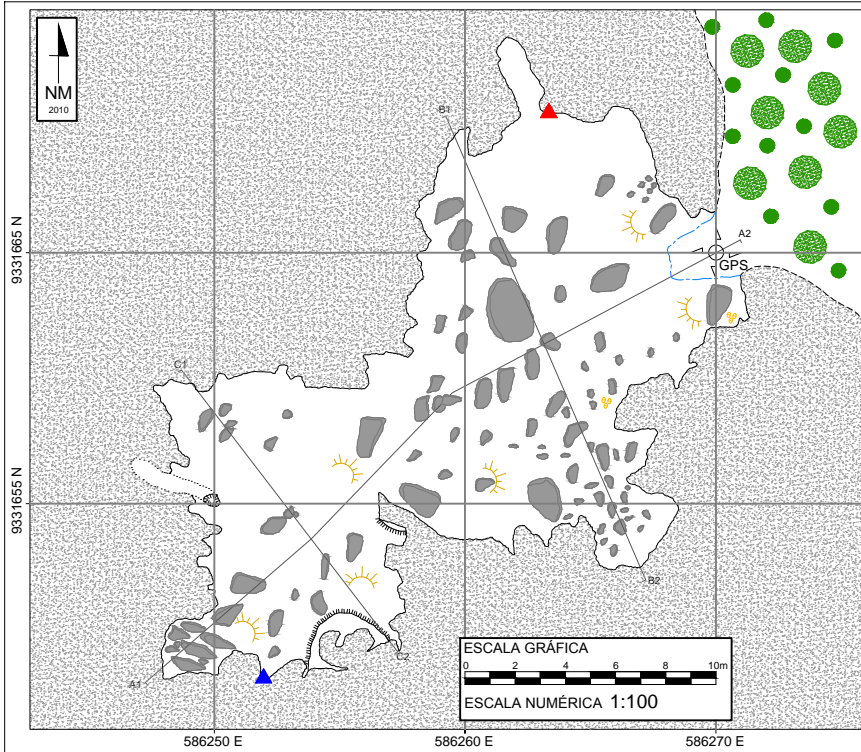 NM
2010
B1
A2
GPS
9331665 N
C1
9331655 N
B2
C2
A1
ESCALA GRÁFICA
0 2 4 6 8 10m
ESCALA NUMÉRICA 1:100
586250 E 586260 E 586270 E